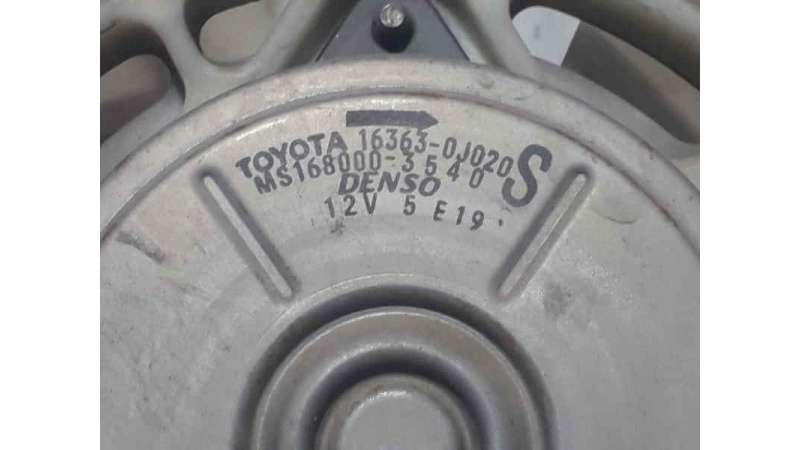 TOYOTA 16363-0J020 S
MS168000-3540
DENSO
12V 5 E19